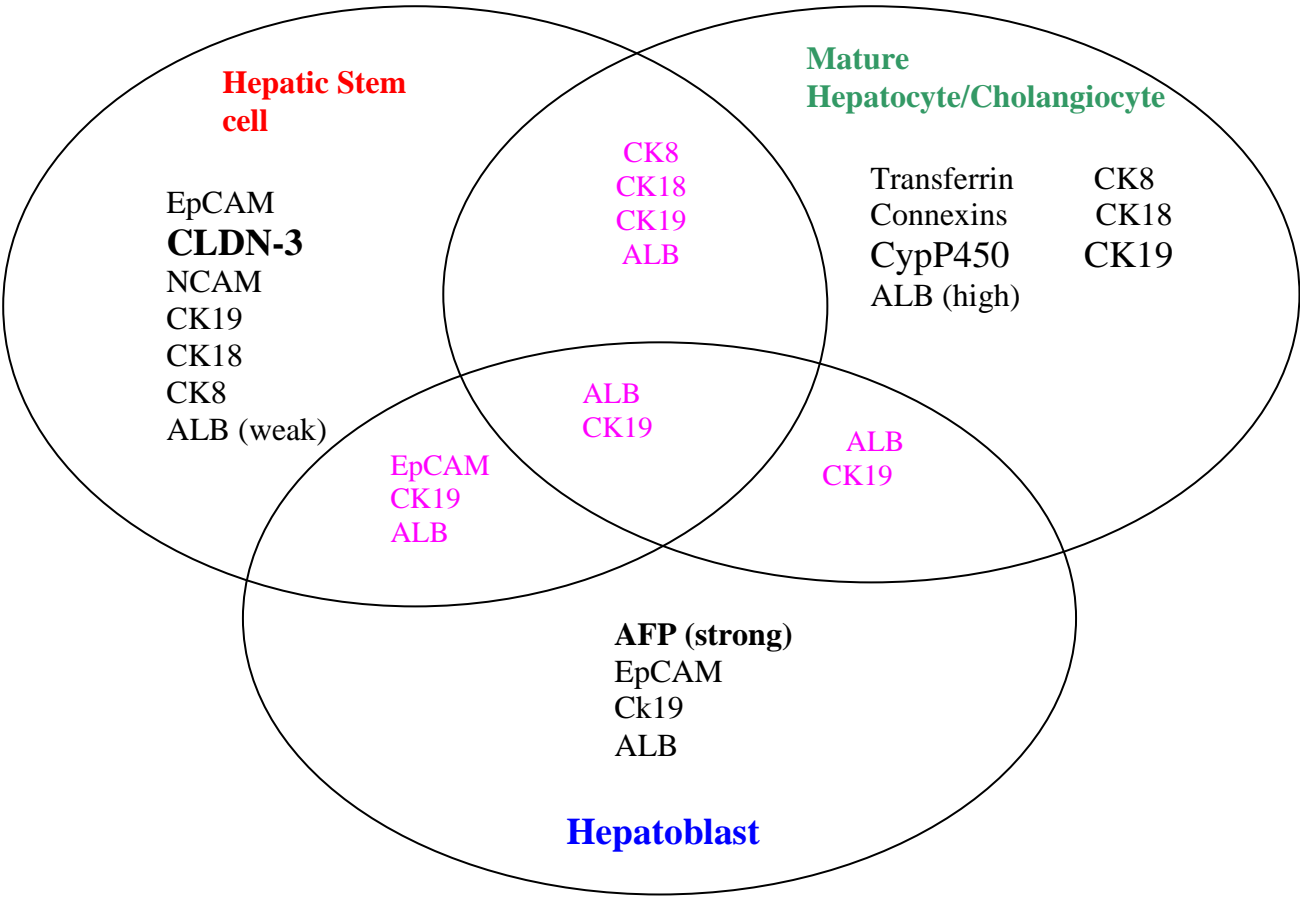 Hepatic Stem
cell
EpCAM
CLDN-3
NCAM
CK19
CK18
CK8
ALB (weak)
CK8
CK18
CK19
ALB
Mature
Hepatocyte/Cholangiocyte
Transferrin CK8
Connexins CK18
CypP450 CK19
ALB (high)
EpCAM
CK19
ALB
ALB
CK19
ALB
CK19
AFP (strong)
EpCAM
Ck19
ALB
Hepatoblast